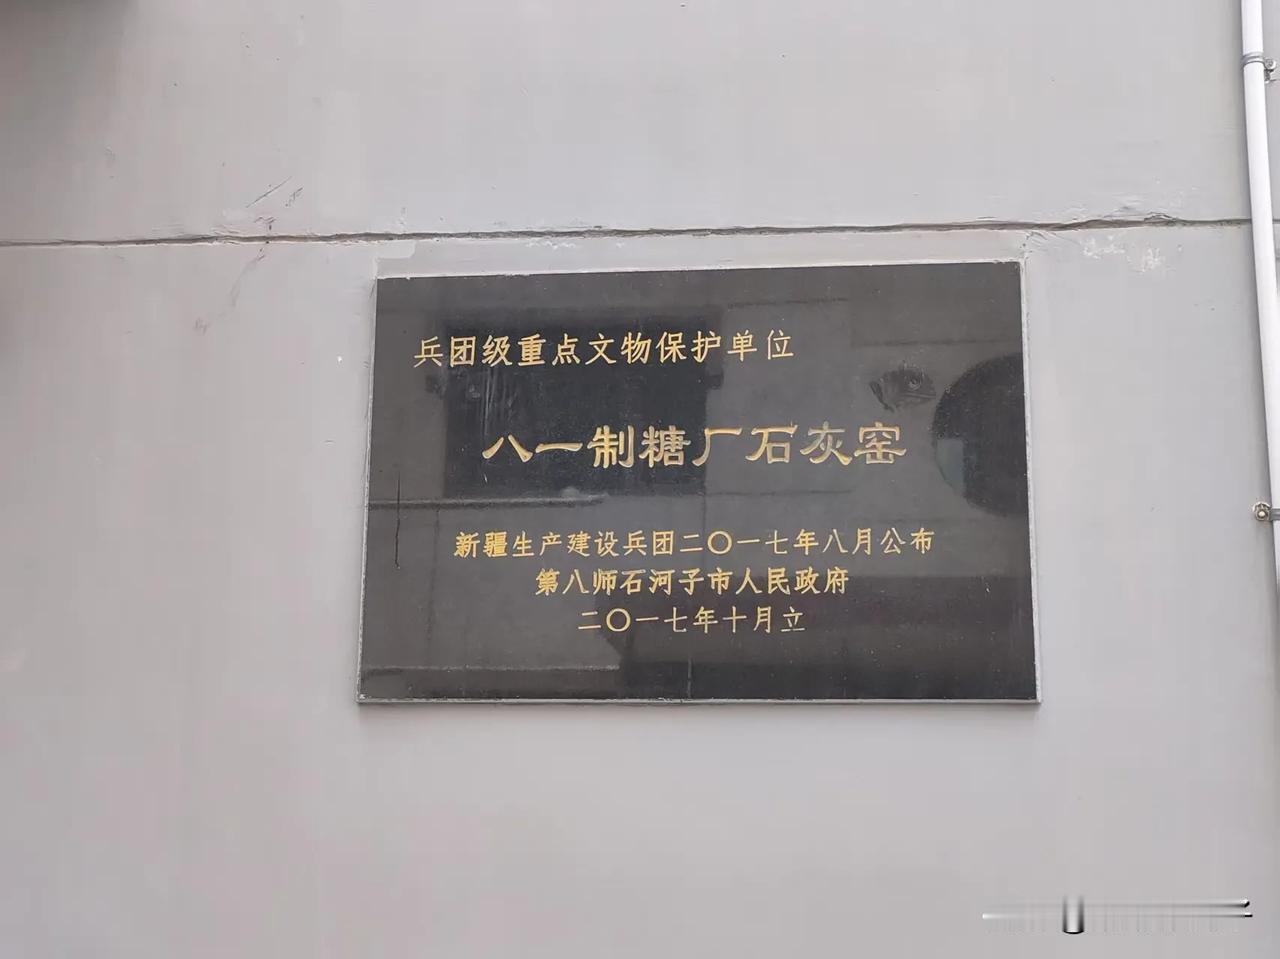 兵团级重点文物保护单位
八一制糖厂石灰窑
新疆生产建设兵团二〇一七年八月公布
第八师石河子市人民政府
二〇一七年十月立